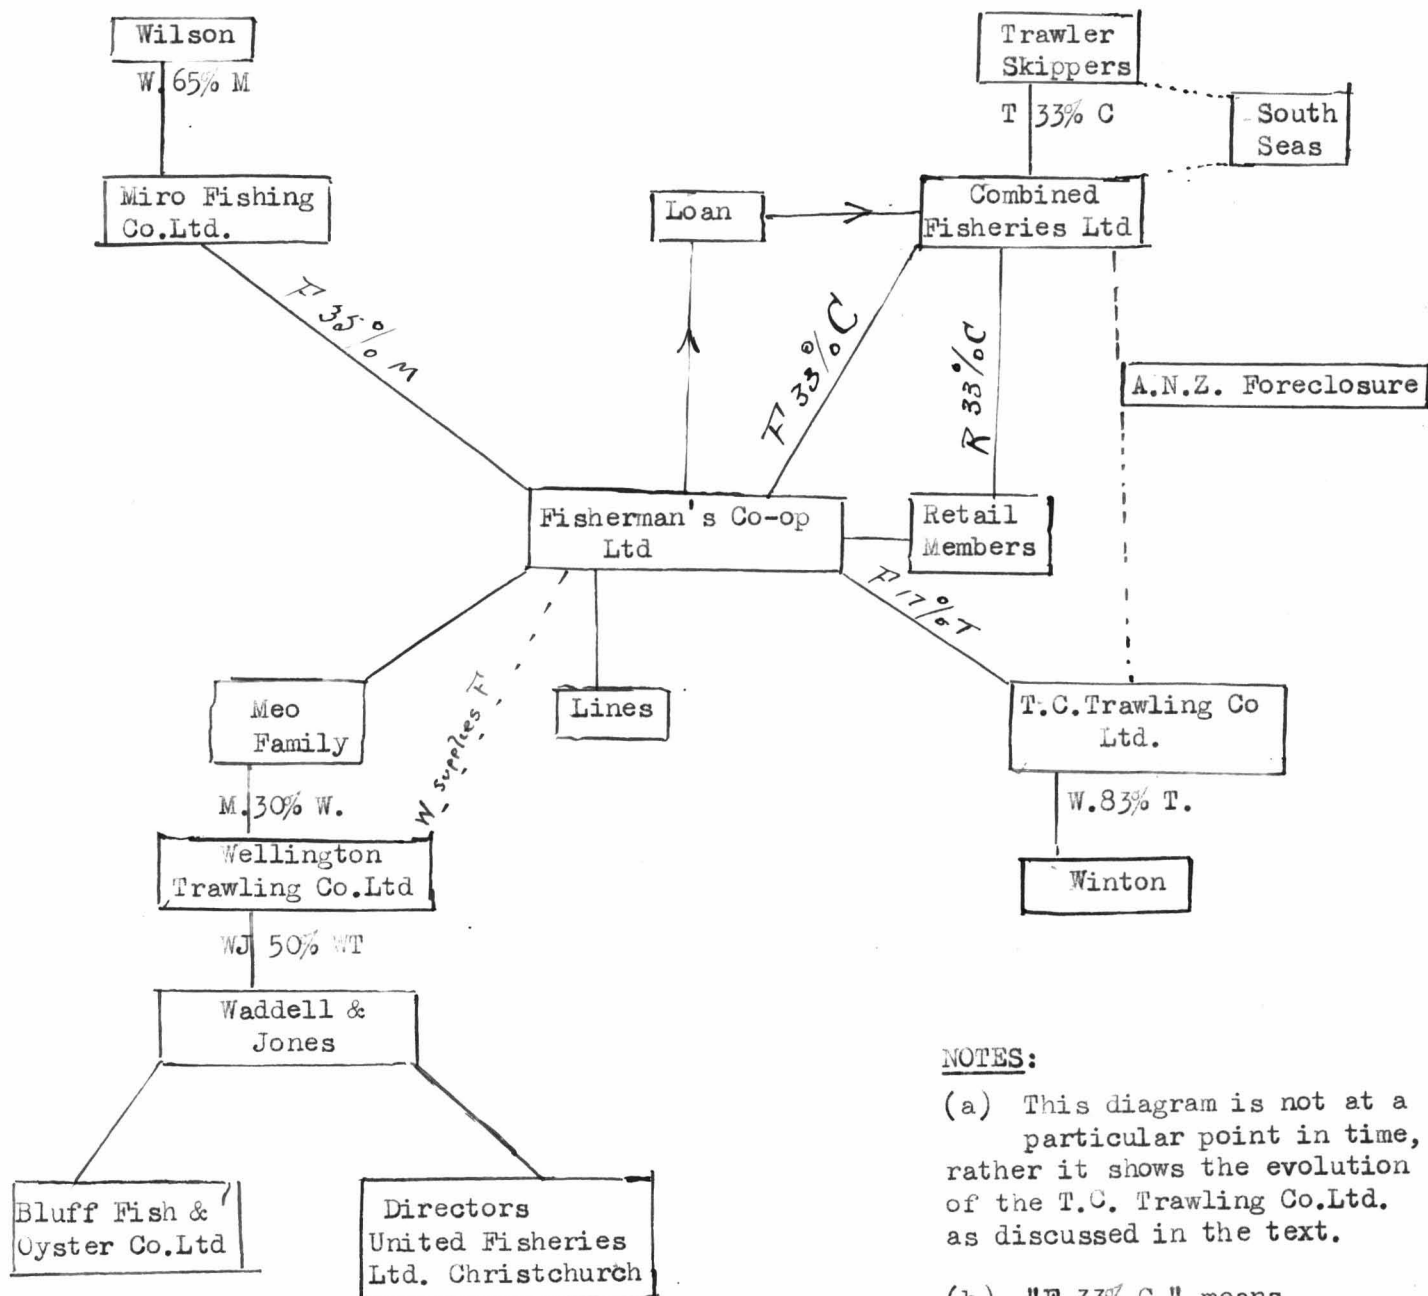 Wilson
W. 65% M
Miro Fishing
Co.Ltd.
Trawler
Skippers
T 33% C
South
Seas
Loan
Combined
Fisheries Ltd
F 35% M
F 33% C
R 33% C
A.N.Z. Foreclosure
Fisherman's Co-op
Ltd
Retail
Members
F 17% T
Meo
Family
W supplies F
Lines
T.C.Trawling Co
Ltd.
M.30% W.
W.83% T.
Wellington
Trawling Co.Ltd
Winton
WJ 50% WT
Waddell &
Jones
Bluff Fish &
Oyster Co.Ltd
Directors
United Fisheries
Ltd. Christchurch
NOTES:
(a) This diagram is not at a
particular point in time,
rather it shows the evolution
of the T.C. Trawling Co.Ltd.
as discussed in the text.
(b) "F 33% C " means